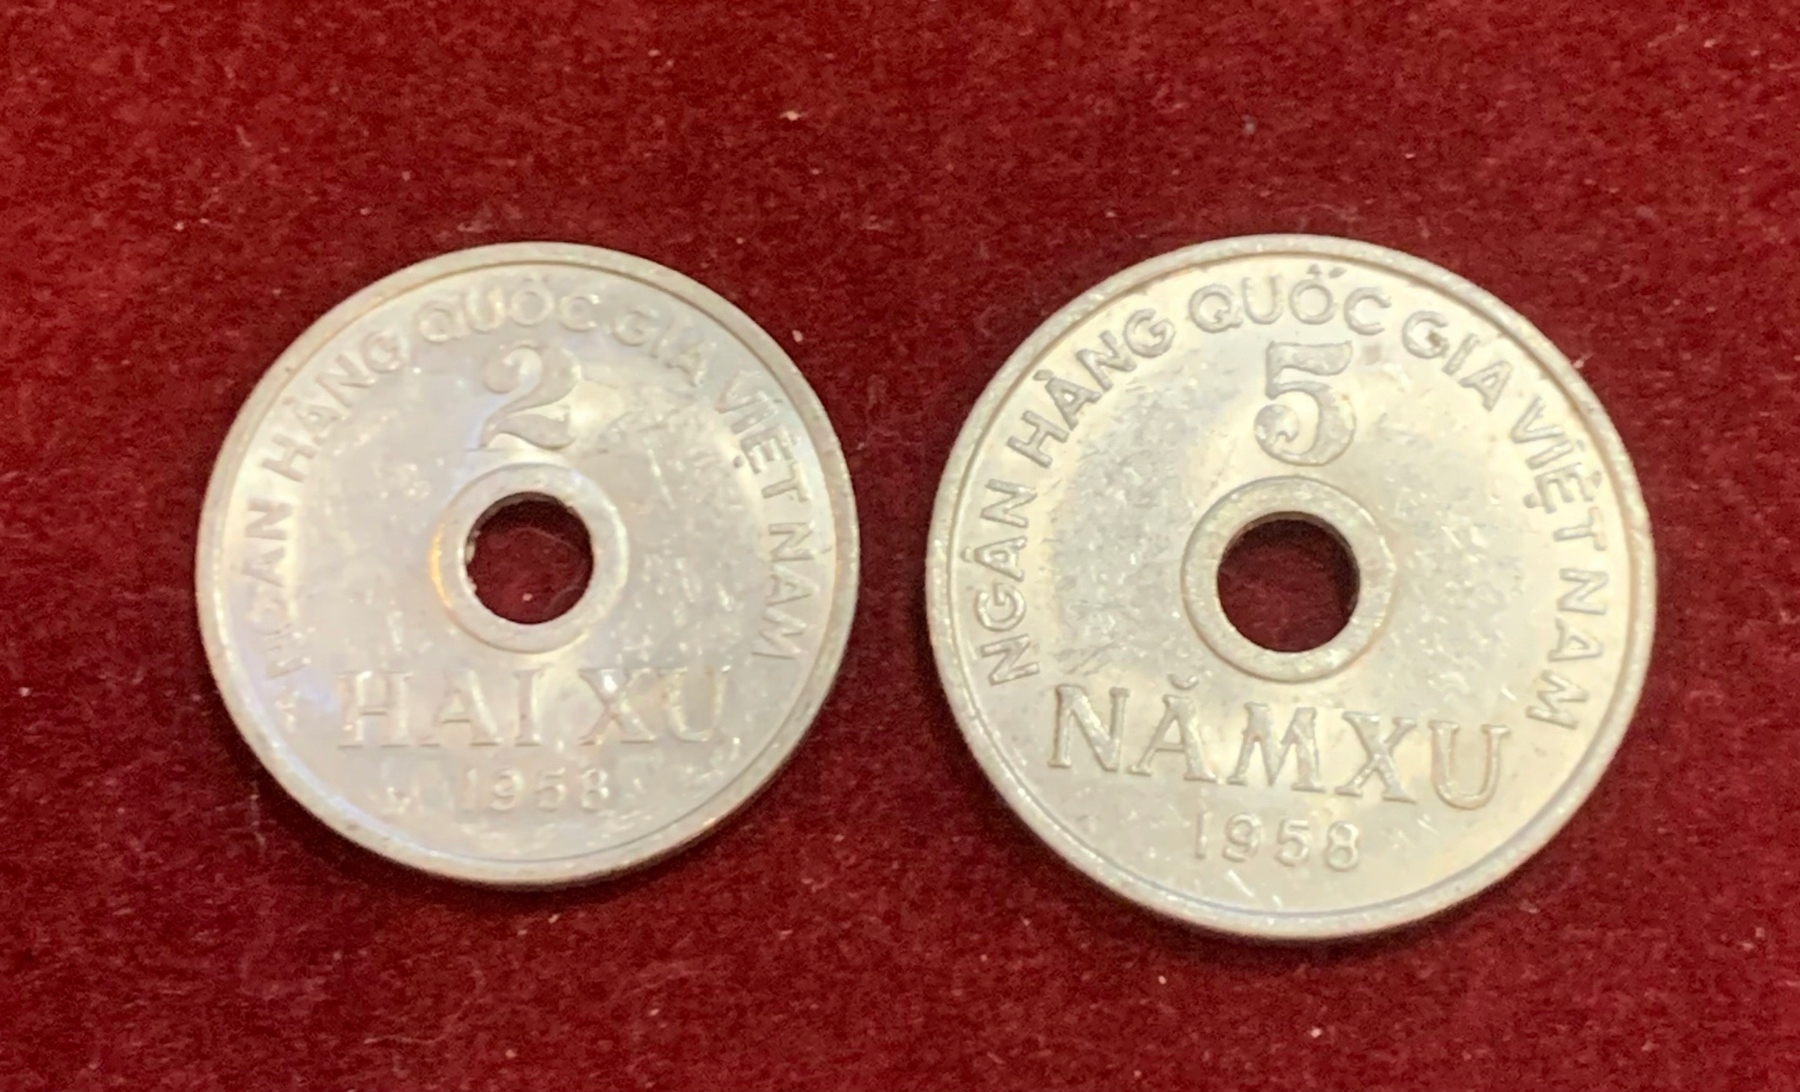 NGÂN HÀNG QUỐC GIA VIỆT NAM
2
HAI XU
1958
NGÂN HÀNG QUỐC GIA VIỆT NAM
5
NĂM XU
1958